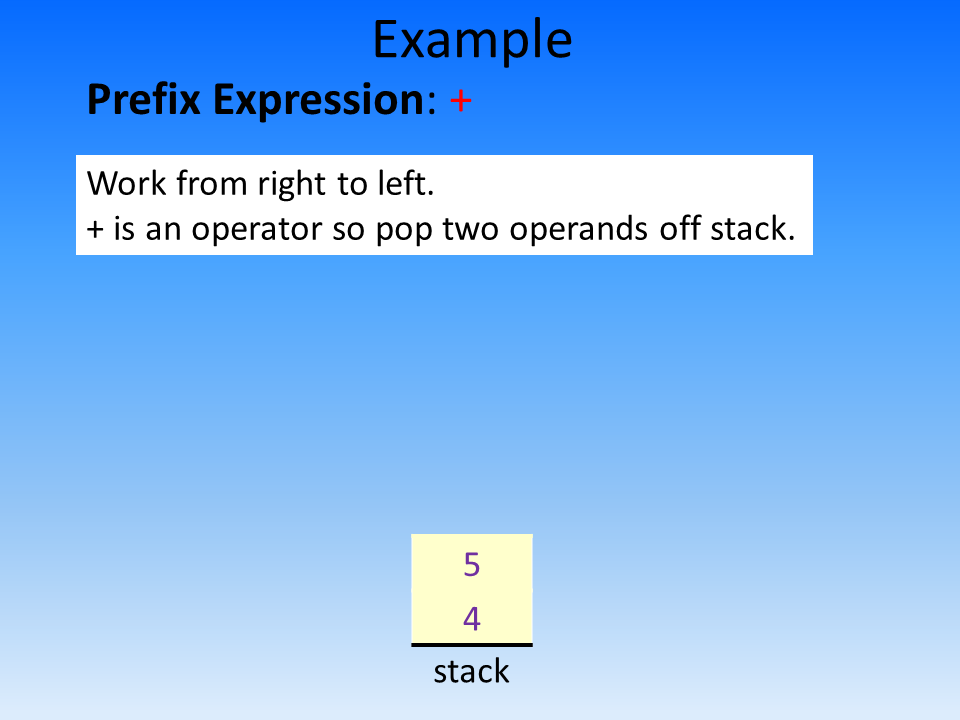 Example
Prefix Expression: +
Work from right to left.
+ is an operator so pop two operands off stack.
5
4
stack